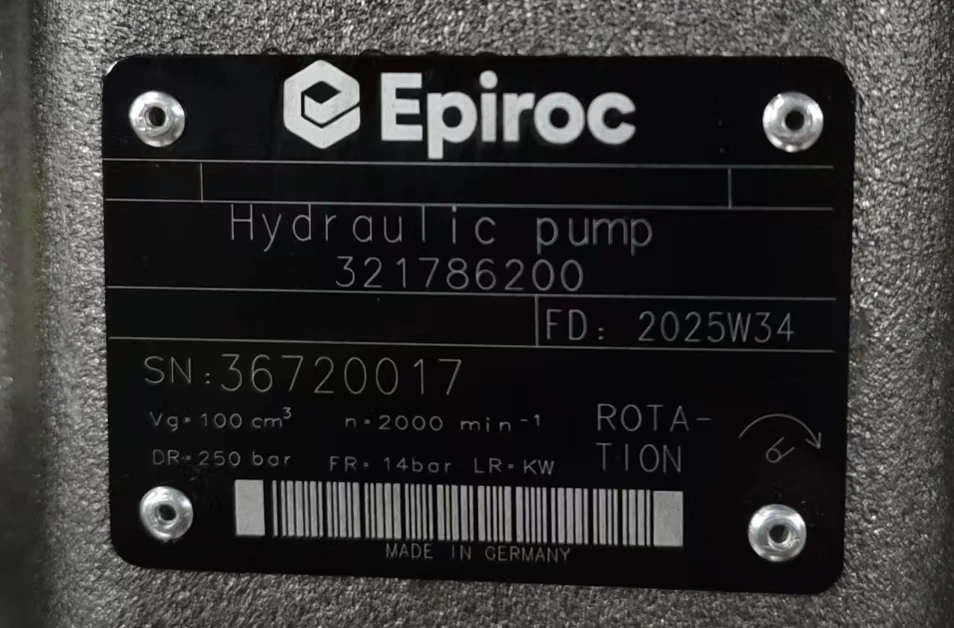 Epiroc
Hydraulic pump
321786200
FD: 2025W34
SN:36720017
Vg=100 cm³ n=2000 min⁻¹
DR=250 bar FR=14bar LR=KW
ROTA-
TION
MADE IN GERMANY